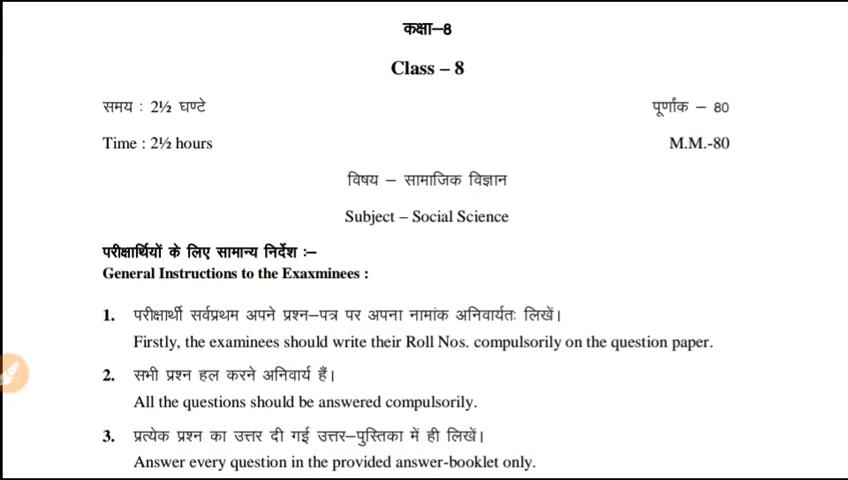 कक्षा–8
Class – 8
समय : 2½ घण्टे पूर्णांक – 80
Time : 2½ hours M.M.-80
विषय – सामाजिक विज्ञान
Subject – Social Science
परीक्षार्थियों के लिए सामान्य निर्देश :–
General Instructions to the Exaxminees :
1. परीक्षार्थी सर्वप्रथम अपने प्रश्न–पत्र पर अपना नामांक अनिवार्यतः लिखें।
Firstly, the examinees should write their Roll Nos. compulsorily on the question paper.
2. सभी प्रश्न हल करने अनिवार्य हैं।
All the questions should be answered compulsorily.
3. प्रत्येक प्रश्न का उत्तर दी गई उत्तर–पुस्तिका में ही लिखें।
Answer every question in the provided answer-booklet only.